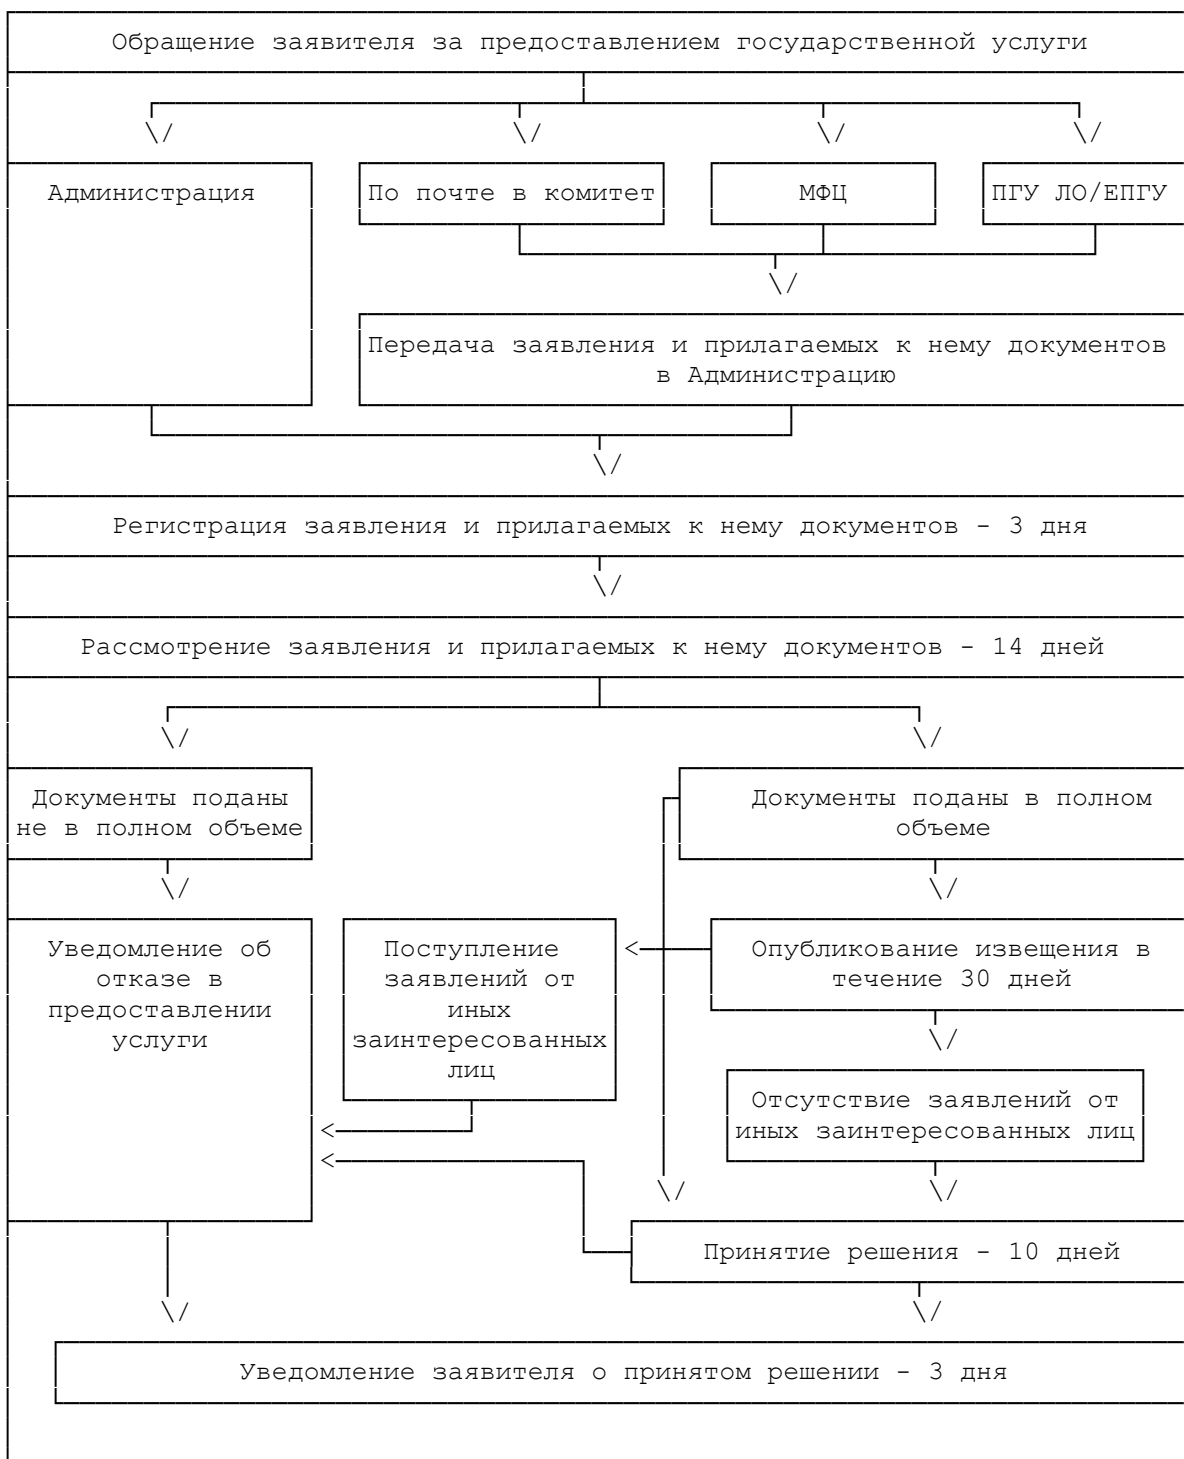 Обращение заявителя за предоставлением государственной услуги
\/ \/ \/ \/
Администрация
По почте в комитет
МФЦ
ПГУ ЛО/ЕПГУ
\/
Передача заявления и прилагаемых к нему документов
в Администрацию
\/
Регистрация заявления и прилагаемых к нему документов - 3 дня
\/
Рассмотрение заявления и прилагаемых к нему документов - 14 дней
\/ \/
Документы поданы
не в полном объеме
Документы поданы в полном
объеме
\/ \/
Уведомление об
отказе в
предоставлении
услуги
Поступление
заявлений от
иных
заинтересованных
лиц
<
Опубликование извещения в
течение 30 дней
\/
Отсутствие заявлений от
иных заинтересованных лиц
<
<
\/ \/
Принятие решения - 10 дней
\/ \/
Уведомление заявителя о принятом решении - 3 дня